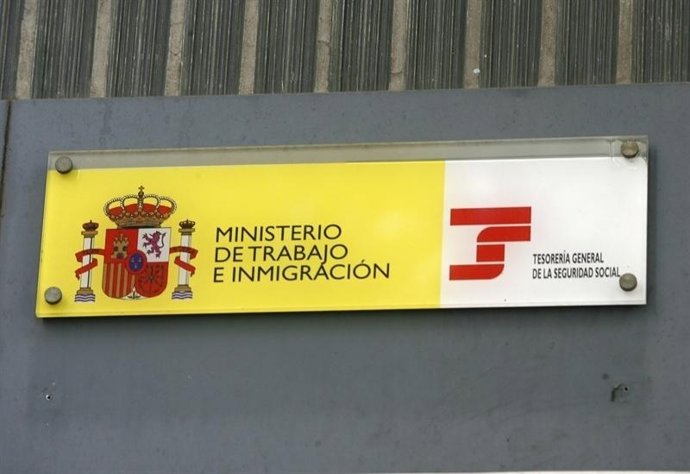 MINISTERIO
DE TRABAJO
E INMIGRACIÓN
TESORERÍA GENERAL
DE LA SEGURIDAD SOCIAL